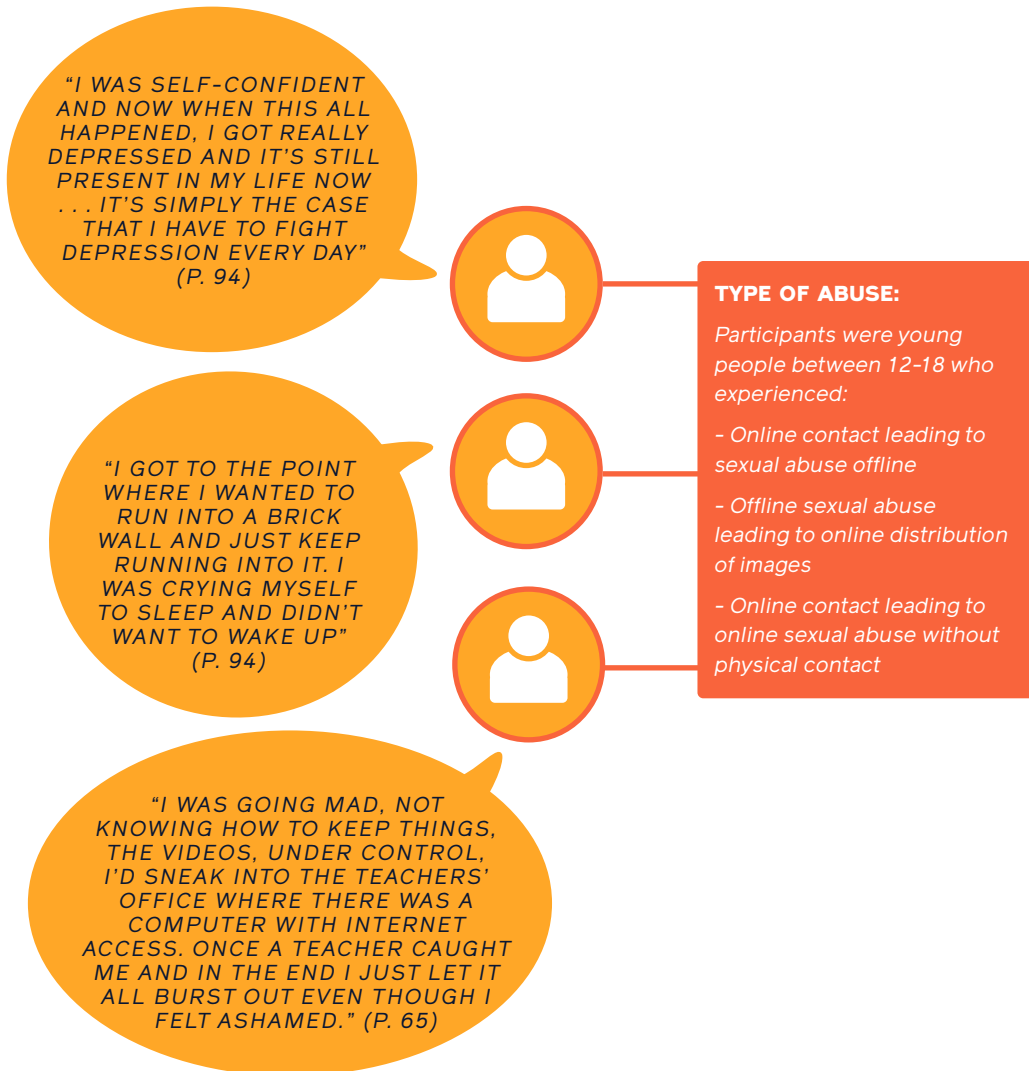 “I WAS SELF-CONFIDENT
AND NOW WHEN THIS ALL
HAPPENED, I GOT REALLY
DEPRESSED AND IT’S STILL
PRESENT IN MY LIFE NOW
. . . IT’S SIMPLY THE CASE
THAT I HAVE TO FIGHT
DEPRESSION EVERY DAY”
(P. 94)
“I GOT TO THE POINT
WHERE I WANTED TO
RUN INTO A BRICK
WALL AND JUST KEEP
RUNNING INTO IT. I
WAS CRYING MYSELF
TO SLEEP AND DIDN’T
WANT TO WAKE UP”
(P. 94)
“I WAS GOING MAD, NOT
KNOWING HOW TO KEEP THINGS,
THE VIDEOS, UNDER CONTROL,
I’D SNEAK INTO THE TEACHERS’
OFFICE WHERE THERE WAS A
COMPUTER WITH INTERNET
ACCESS. ONCE A TEACHER CAUGHT
ME AND IN THE END I JUST LET IT
ALL BURST OUT EVEN THOUGH I
FELT ASHAMED.” (P. 65)
TYPE OF ABUSE:
Participants were young
people between 12-18 who
experienced:
- Online contact leading to
sexual abuse offline
- Offline sexual abuse
leading to online distribution
of images
- Online contact leading to
online sexual abuse without
physical contact